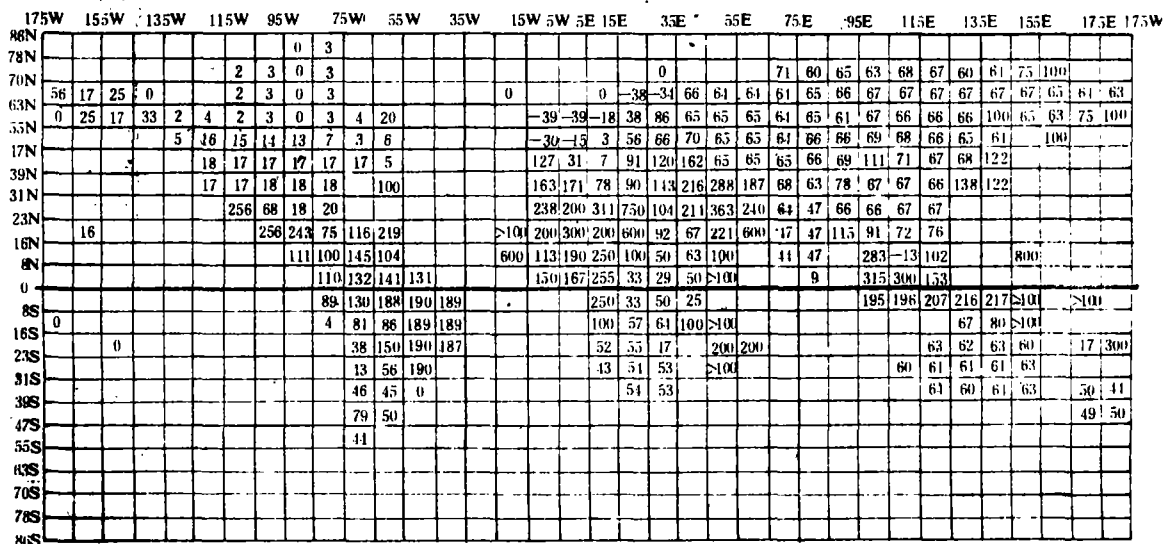 175W 155W 135W 115W 95W 75W 55W 35W 15W 5W 5E 15E 35E 55E 75E 95E 115E 135E 155E 175E 175W
86N
0 3
78N
2 3 0 3 0 71 60 65 63 68 67 60 61 75 100
70N
56 17 25 0 2 3 0 3 0 0 -38 -34 66 64 64 61 65 66 67 67 67 67 67 65 61 63
63N
0 25 17 33 2 4 2 3 0 3 4 20 -39 -39 -18 38 86 65 65 65 64 65 61 67 66 66 66 100 65 63 75 100
55N
5 16 15 14 13 7 3 6 -30 -15 3 56 66 70 65 65 64 66 66 69 68 66 65 61 100
17N
18 17 17 17 17 17 5 127 31 7 91 120 162 65 65 65 66 69 111 71 67 68 122
39N
17 17 18 18 18 100 163 171 78 90 143 216 288 187 68 63 78 67 67 66 138 122
31N
256 68 18 20 238 200 311 750 104 211 363 240 64 47 66 66 67 67
23N
16 256 243 75 116 219 >100 200 300 200 600 92 67 221 600 47 47 115 91 72 76
16N
111 100 145 104 600 113 190 250 100 50 63 100 44 47 283 -13 102 800
8N
110 132 141 131 150 167 255 33 29 50 >100 9 315 300 153
0
89 130 188 190 189 250 33 50 25 195 196 207 216 217 >100 >100
8S
0 4 81 86 189 189 100 57 61 100 >100 67 80 >100
16S
0 38 150 190 187 52 55 17 200 200 63 62 63 60 17 300
23S
13 56 190 43 51 53 >100 60 61 61 61 63
31S
46 45 0 54 53 64 60 61 63 50 44
39S
79 50 49 50
47S
44
55S
63S
70S
78S
86S